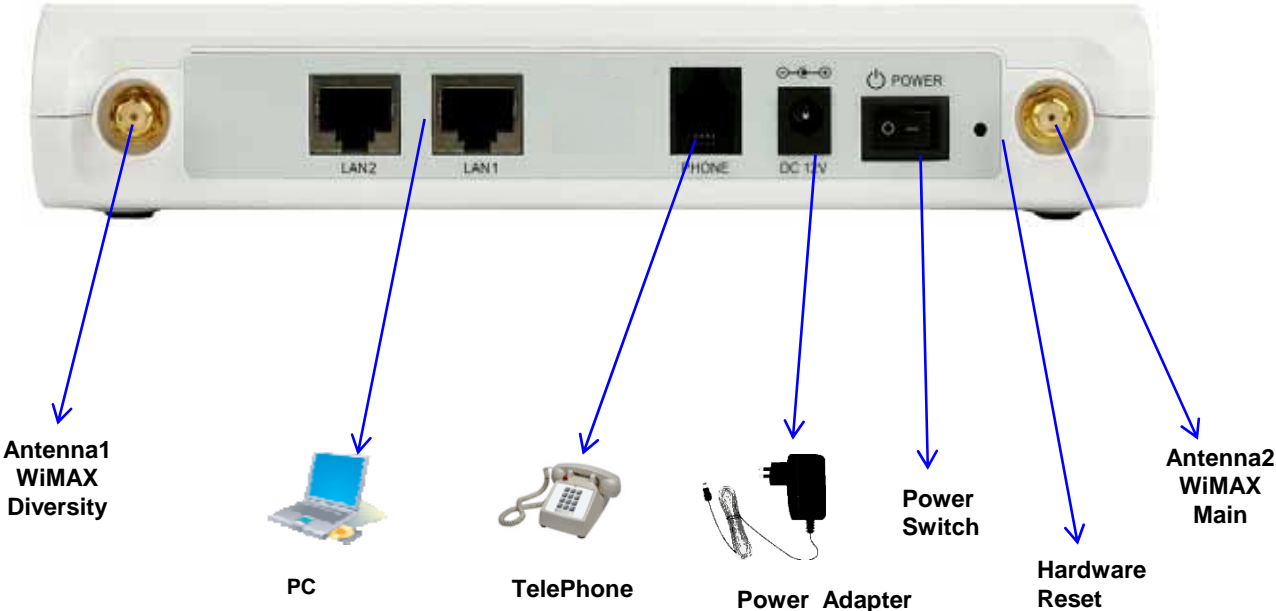 POWER
LAN2
LAN1
PHONE
DC 12V
Antenna1
WiMAX
Diversity
PC
TelePhone
Power Adapter
Power
Switch
Hardware
Reset
Antenna2
WiMAX
Main